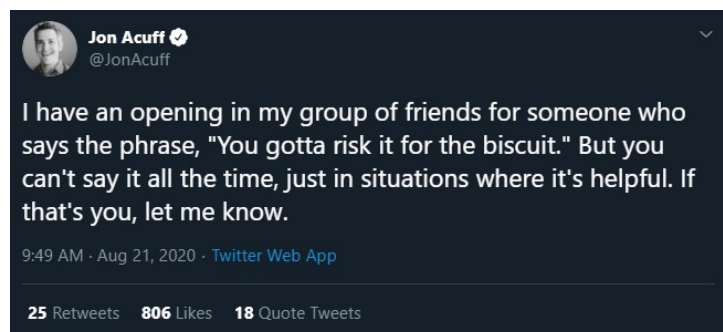 Jon Acuff
@JonAcuff
I have an opening in my group of friends for someone who
says the phrase, "You gotta risk it for the biscuit." But you
can't say it all the time, just in situations where it's helpful. If
that's you, let me know.
9:49 AM · Aug 21, 2020 · Twitter Web App
25 Retweets 806 Likes 18 Quote Tweets